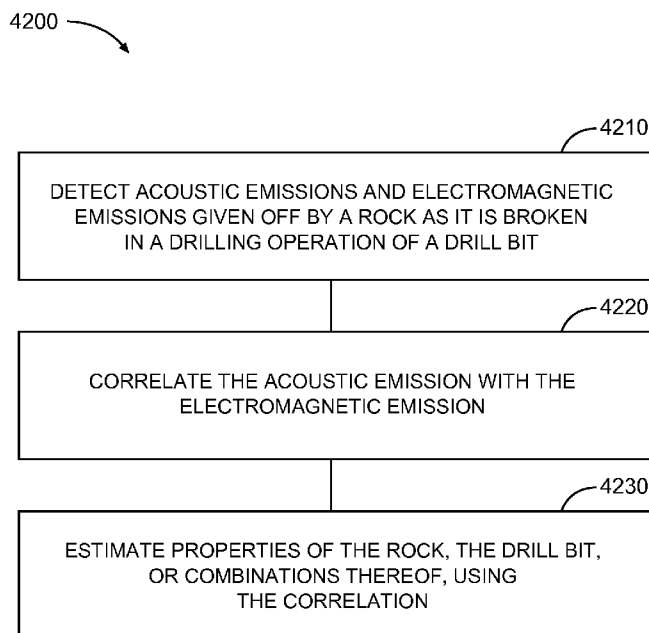 4200
4210
DETECT ACOUSTIC EMISSIONS AND ELECTROMAGNETIC
EMISSIONS GIVEN OFF BY A ROCK AS IT IS BROKEN
IN A DRILLING OPERATION OF A DRILL BIT
4220
CORRELATE THE ACOUSTIC EMISSION WITH THE
ELECTROMAGNETIC EMISSION
4230
ESTIMATE PROPERTIES OF THE ROCK, THE DRILL BIT,
OR COMBINATIONS THEREOF, USING
THE CORRELATION